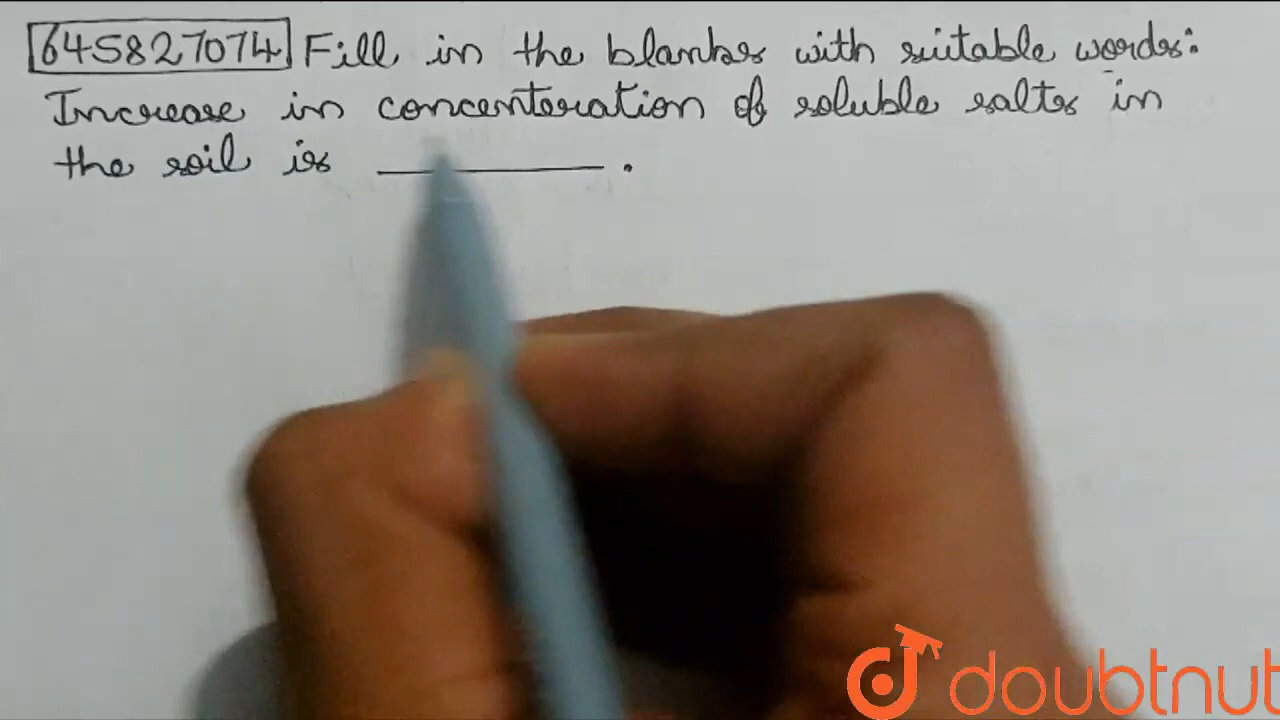 645827074 Fill in the blanks with suitable words:
Increase in concenteration of soluble salts in
the soil is ________ .
doubtnut